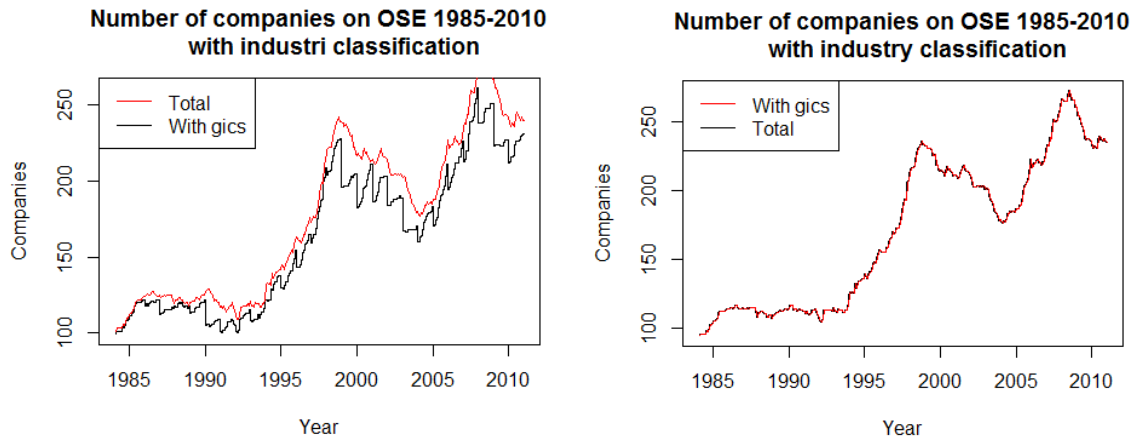 Number of companies on OSE 1985-2010
with industri classification
Total
With gics
Companies
100
150
200
250
1985
1990
1995
2000
2005
2010
Year
Number of companies on OSE 1985-2010
with industry classification
With gics
Total
Companies
100
150
200
250
1985
1990
1995
2000
2005
2010
Year